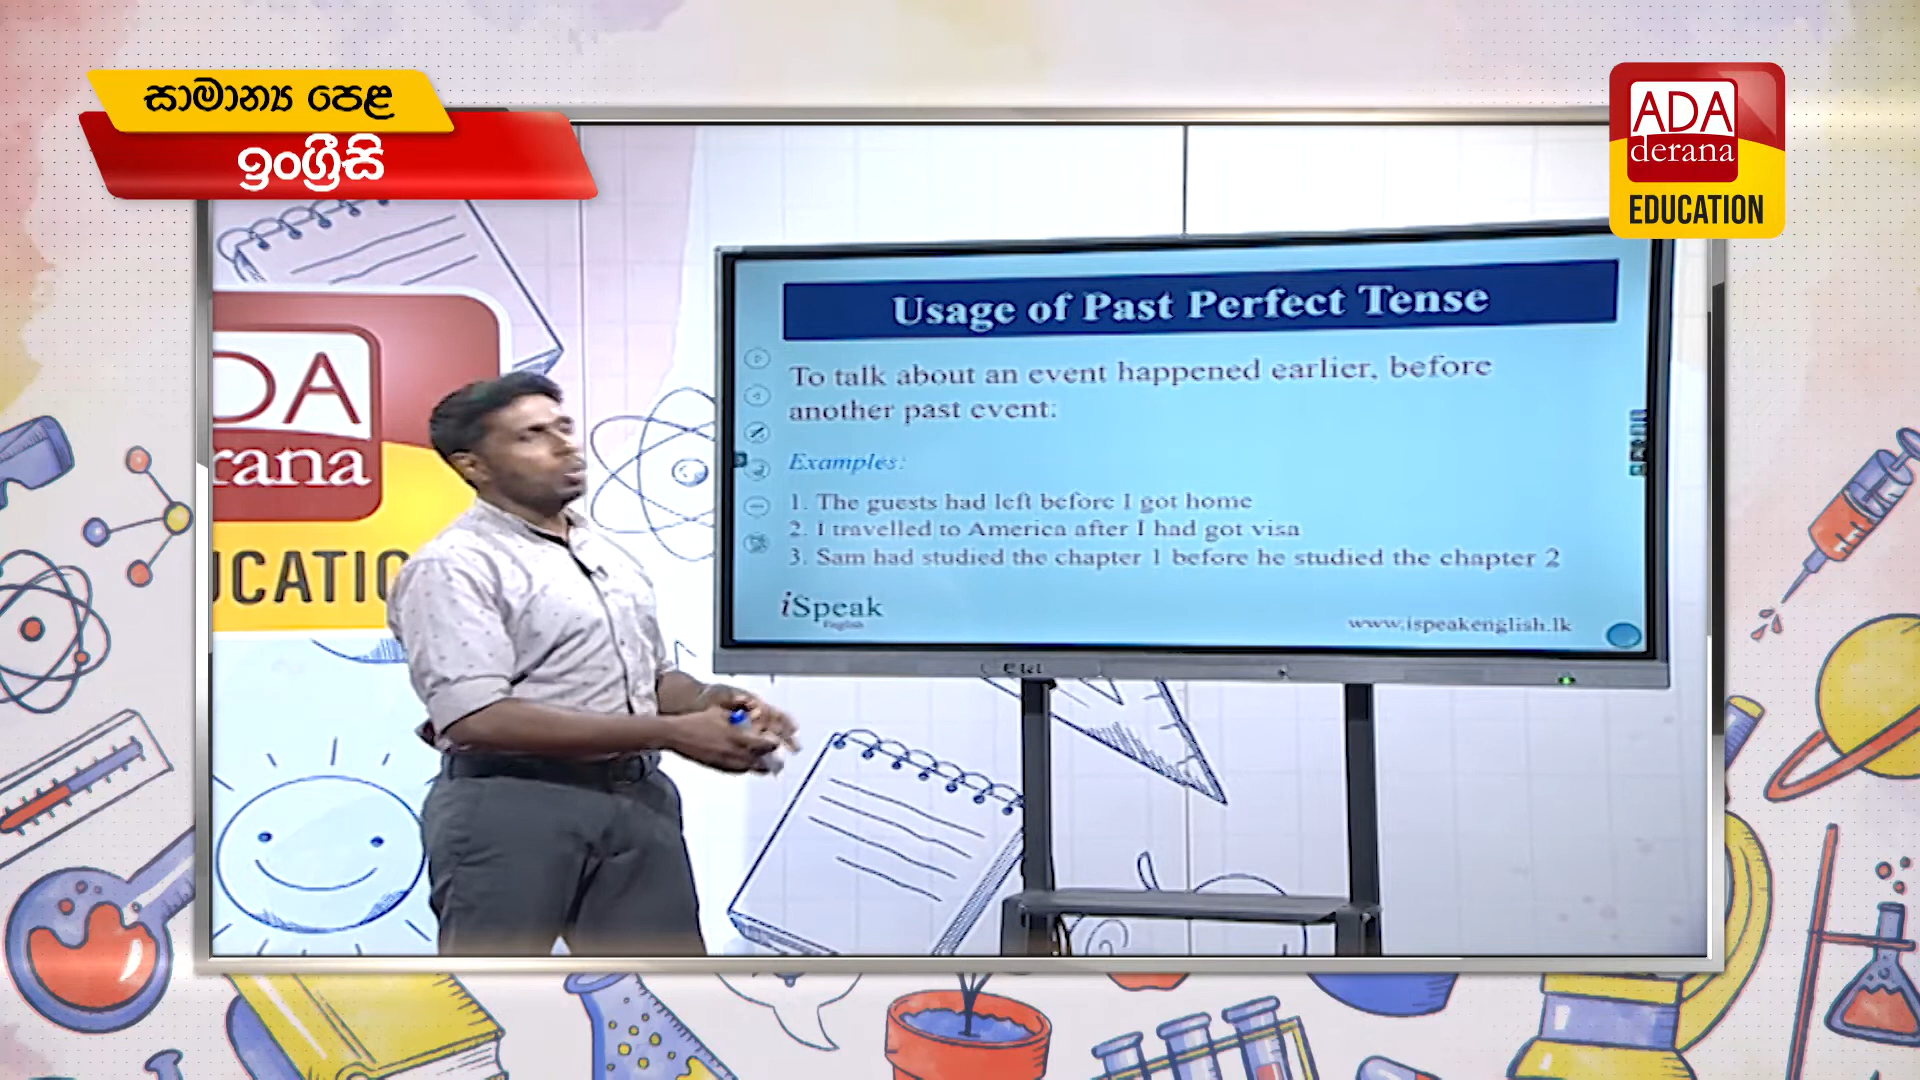 සාමාන්‍ය පෙළ
ඉංග්‍රීසි
ADA
derana
EDUCATION
DA
rana
UCATIO
Usage of Past Perfect Tense
To talk about an event happened earlier, before
another past event:
Examples:
1. The guests had left before I got home
2. I travelled to America after I had got visa
3. Sam had studied the chapter 1 before he studied the chapter 2
iSpeak
English
www.ispeakenglish.lk